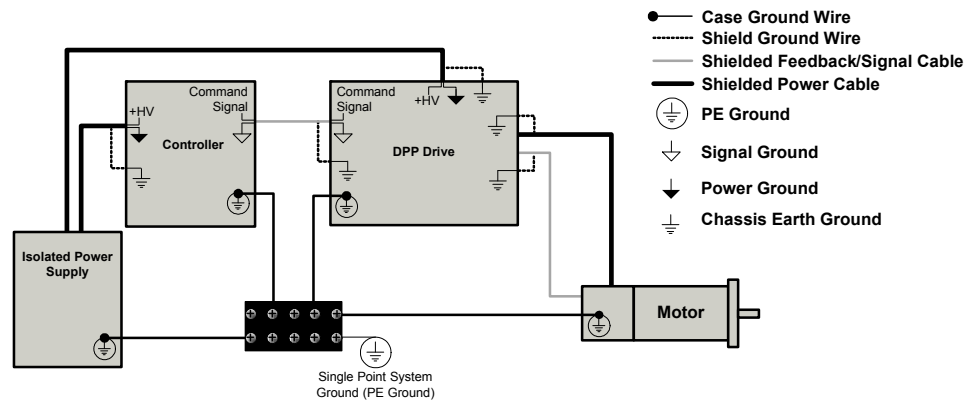 Case Ground Wire
Shield Ground Wire
Shielded Feedback/Signal Cable
Shielded Power Cable
PE Ground
Signal Ground
Power Ground
Chassis Earth Ground
+HV
Command
Signal
Controller
Command
Signal
+HV
DPP Drive
Isolated Power
Supply
Motor
Single Point System
Ground (PE Ground)